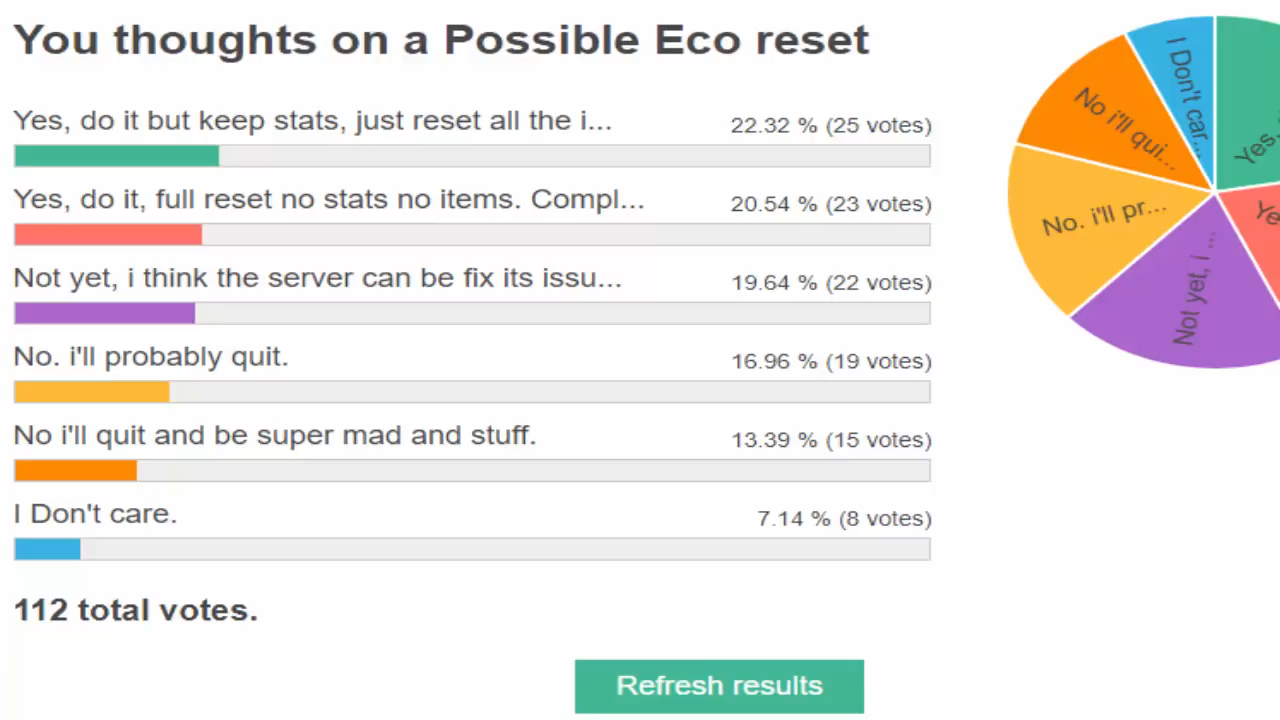 You thoughts on a Possible Eco reset
Yes, do it but keep stats, just reset all the i...
22.32 % (25 votes)
Yes, do it, full reset no stats no items. Compl...
20.54 % (23 votes)
Not yet, i think the server can be fix its issu...
19.64 % (22 votes)
No. i'll probably quit.
16.96 % (19 votes)
No i'll quit and be super mad and stuff.
13.39 % (15 votes)
I Don't care.
7.14 % (8 votes)
112 total votes.
Refresh results
I Don't car...
No i'll qui...
No. i'll pr...
Not yet, i ...
Yes,
Ye